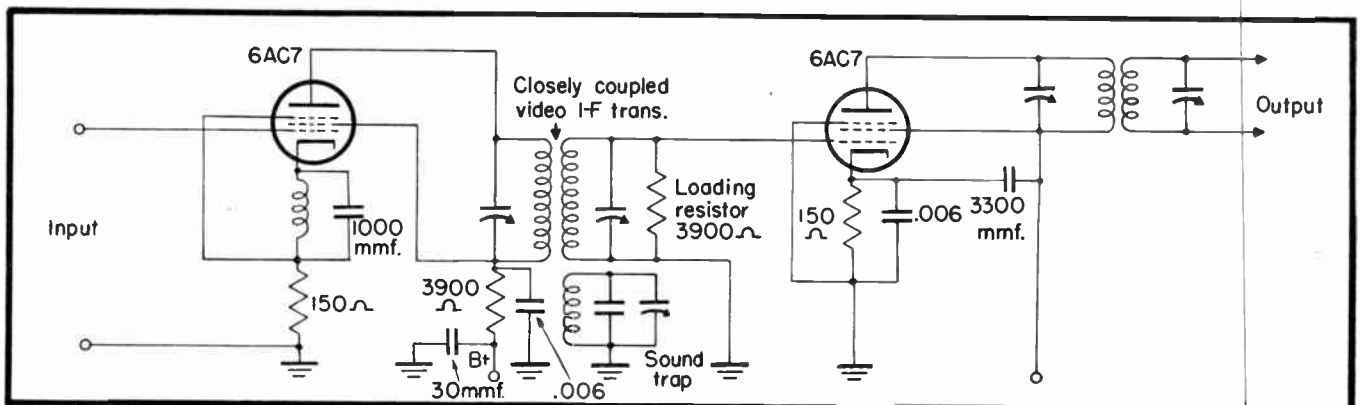 6AC7
Closely coupled
video I-F trans.
6AC7
Output
Input
1000
mmf.
150Ω
3900
Ω
B+
30mmf.
.006
Loading
resistor
3900Ω
Sound
trap
150
Ω
.006
3300
mmf.